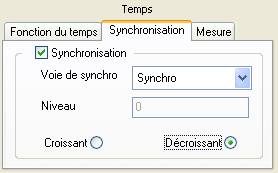 Temps
Fonction du temps Synchronisation Mesure
Synchronisation
Voie de synchro Synchro
Niveau 0
Croissant Décroissant